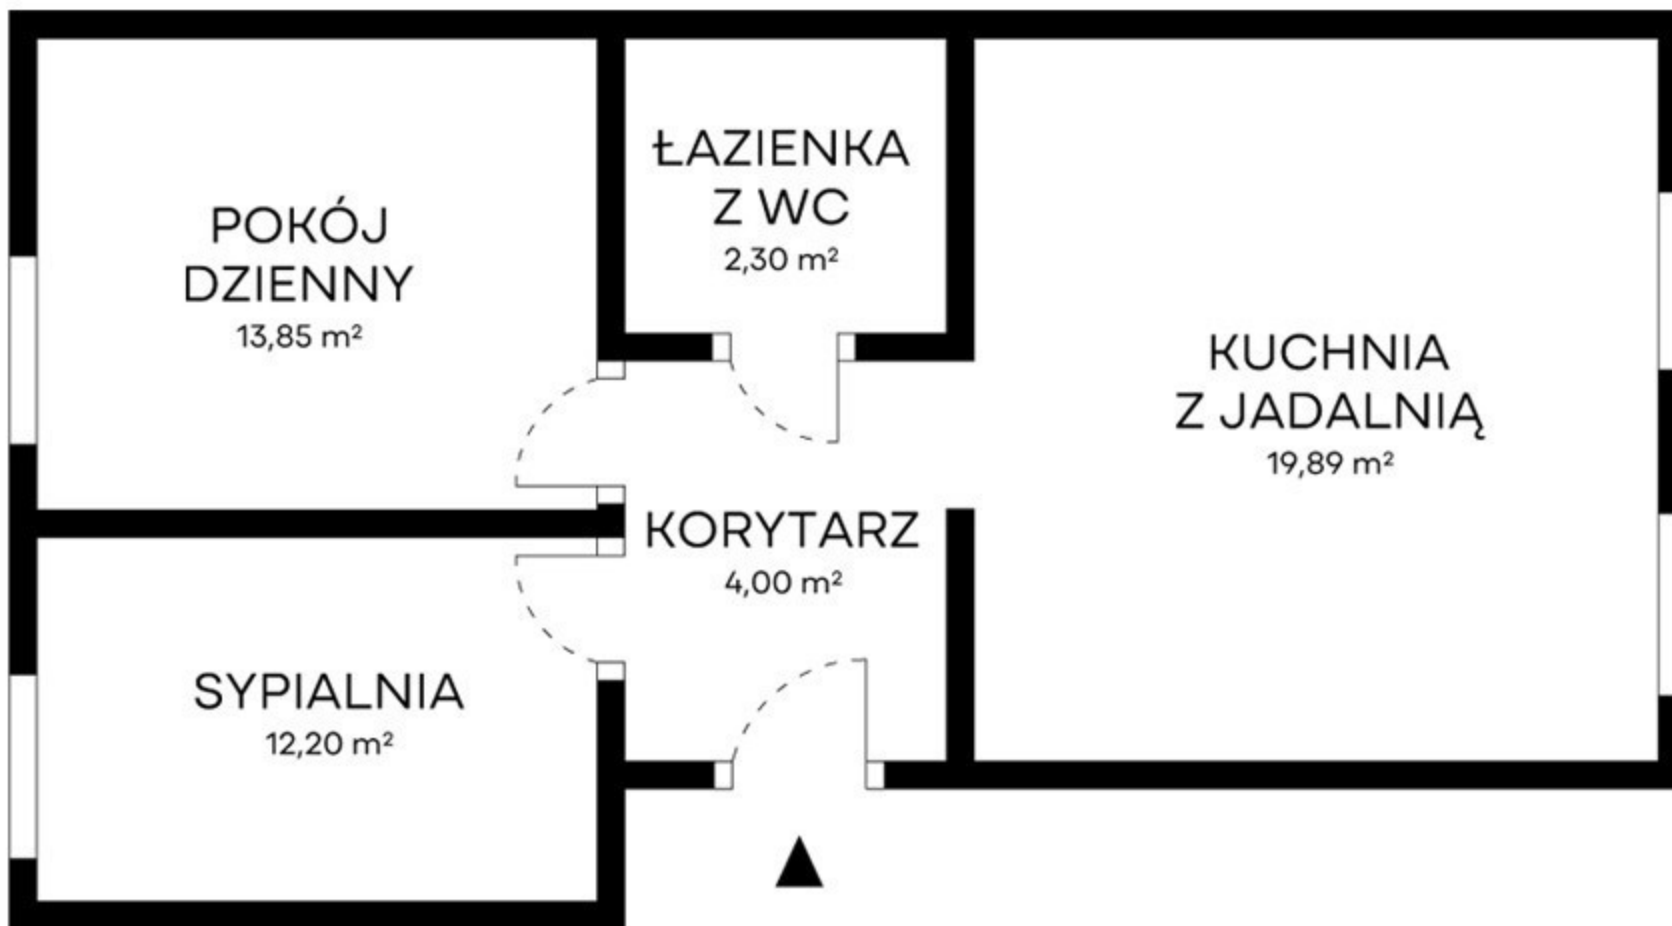 POKÓJ
DZIENNY
13,85 m²
ŁAZIENKA
Z WC
2,30 m²
KUCHNIA
Z JADALNIĄ
19,89 m²
KORYTARZ
4,00 m²
SYPIALNIA
12,20 m²